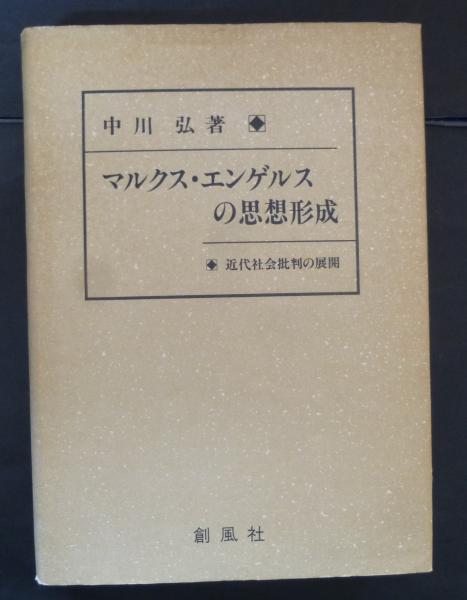 中川 弘著
マルクス・エンゲルス
の思想形成
近代社会批判の展開
創風社